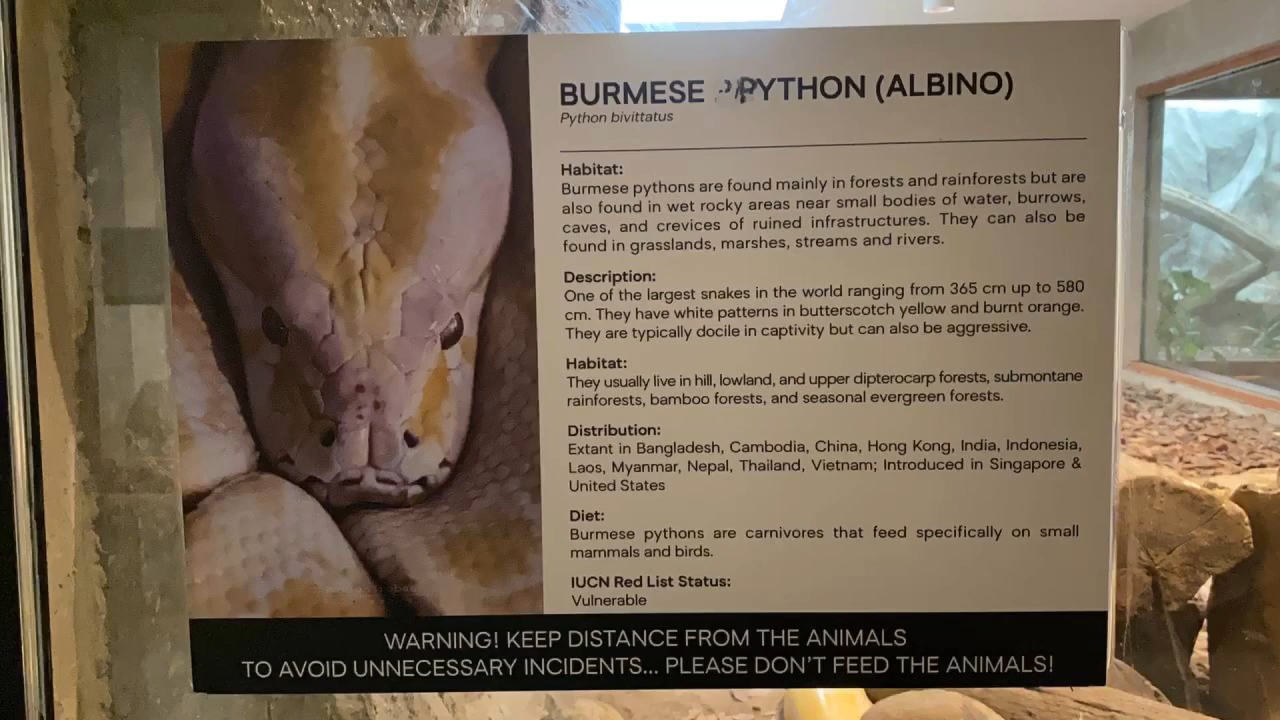 BURMESE PYTHON (ALBINO)
Python bivittatus
Habitat:
Burmese pythons are found mainly in forests and rainforests but are
also found in wet rocky areas near small bodies of water, burrows,
caves, and crevices of ruined infrastructures. They can also be
found in grasslands, marshes, streams and rivers.
Description:
One of the largest snakes in the world ranging from 365 cm up to 580
cm. They have white patterns in butterscotch yellow and burnt orange.
They are typically docile in captivity but can also be aggressive.
Habitat:
They usually live in hill, lowland, and upper dipterocarp forests, submontane
rainforests, bamboo forests, and seasonal evergreen forests.
Distribution:
Extant in Bangladesh, Cambodia, China, Hong Kong, India, Indonesia,
Laos, Myanmar, Nepal, Thailand, Vietnam; Introduced in Singapore &
United States
Diet:
Burmese pythons are carnivores that feed specifically on small
mammals and birds.
IUCN Red List Status:
Vulnerable
WARNING! KEEP DISTANCE FROM THE ANIMALS
TO AVOID UNNECESSARY INCIDENTS... PLEASE DON'T FEED THE ANIMALS!